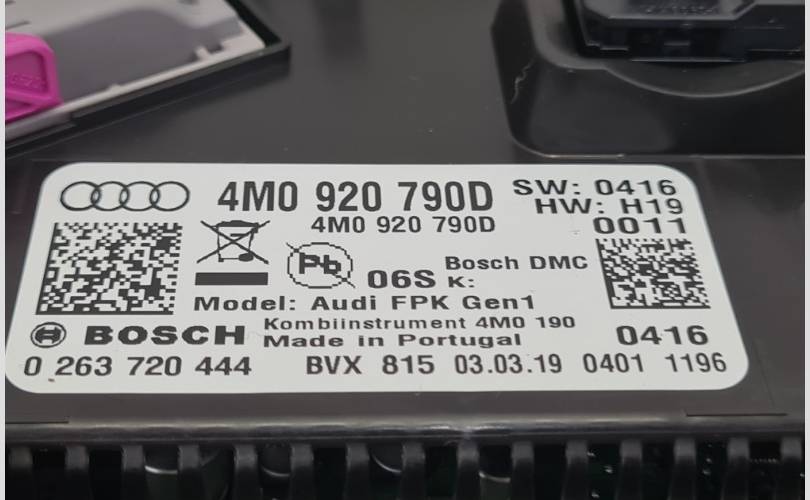 4M0 920 790D SW: 0416
4M0 920 790D HW: H19
0011
Pb 06S K: Bosch DMC
Model: Audi FPK Gen1
BOSCH Kombiinstrument 4M0 190
Made in Portugal 0416
0 263 720 444 BVX 815 03.03.19 0401 1196